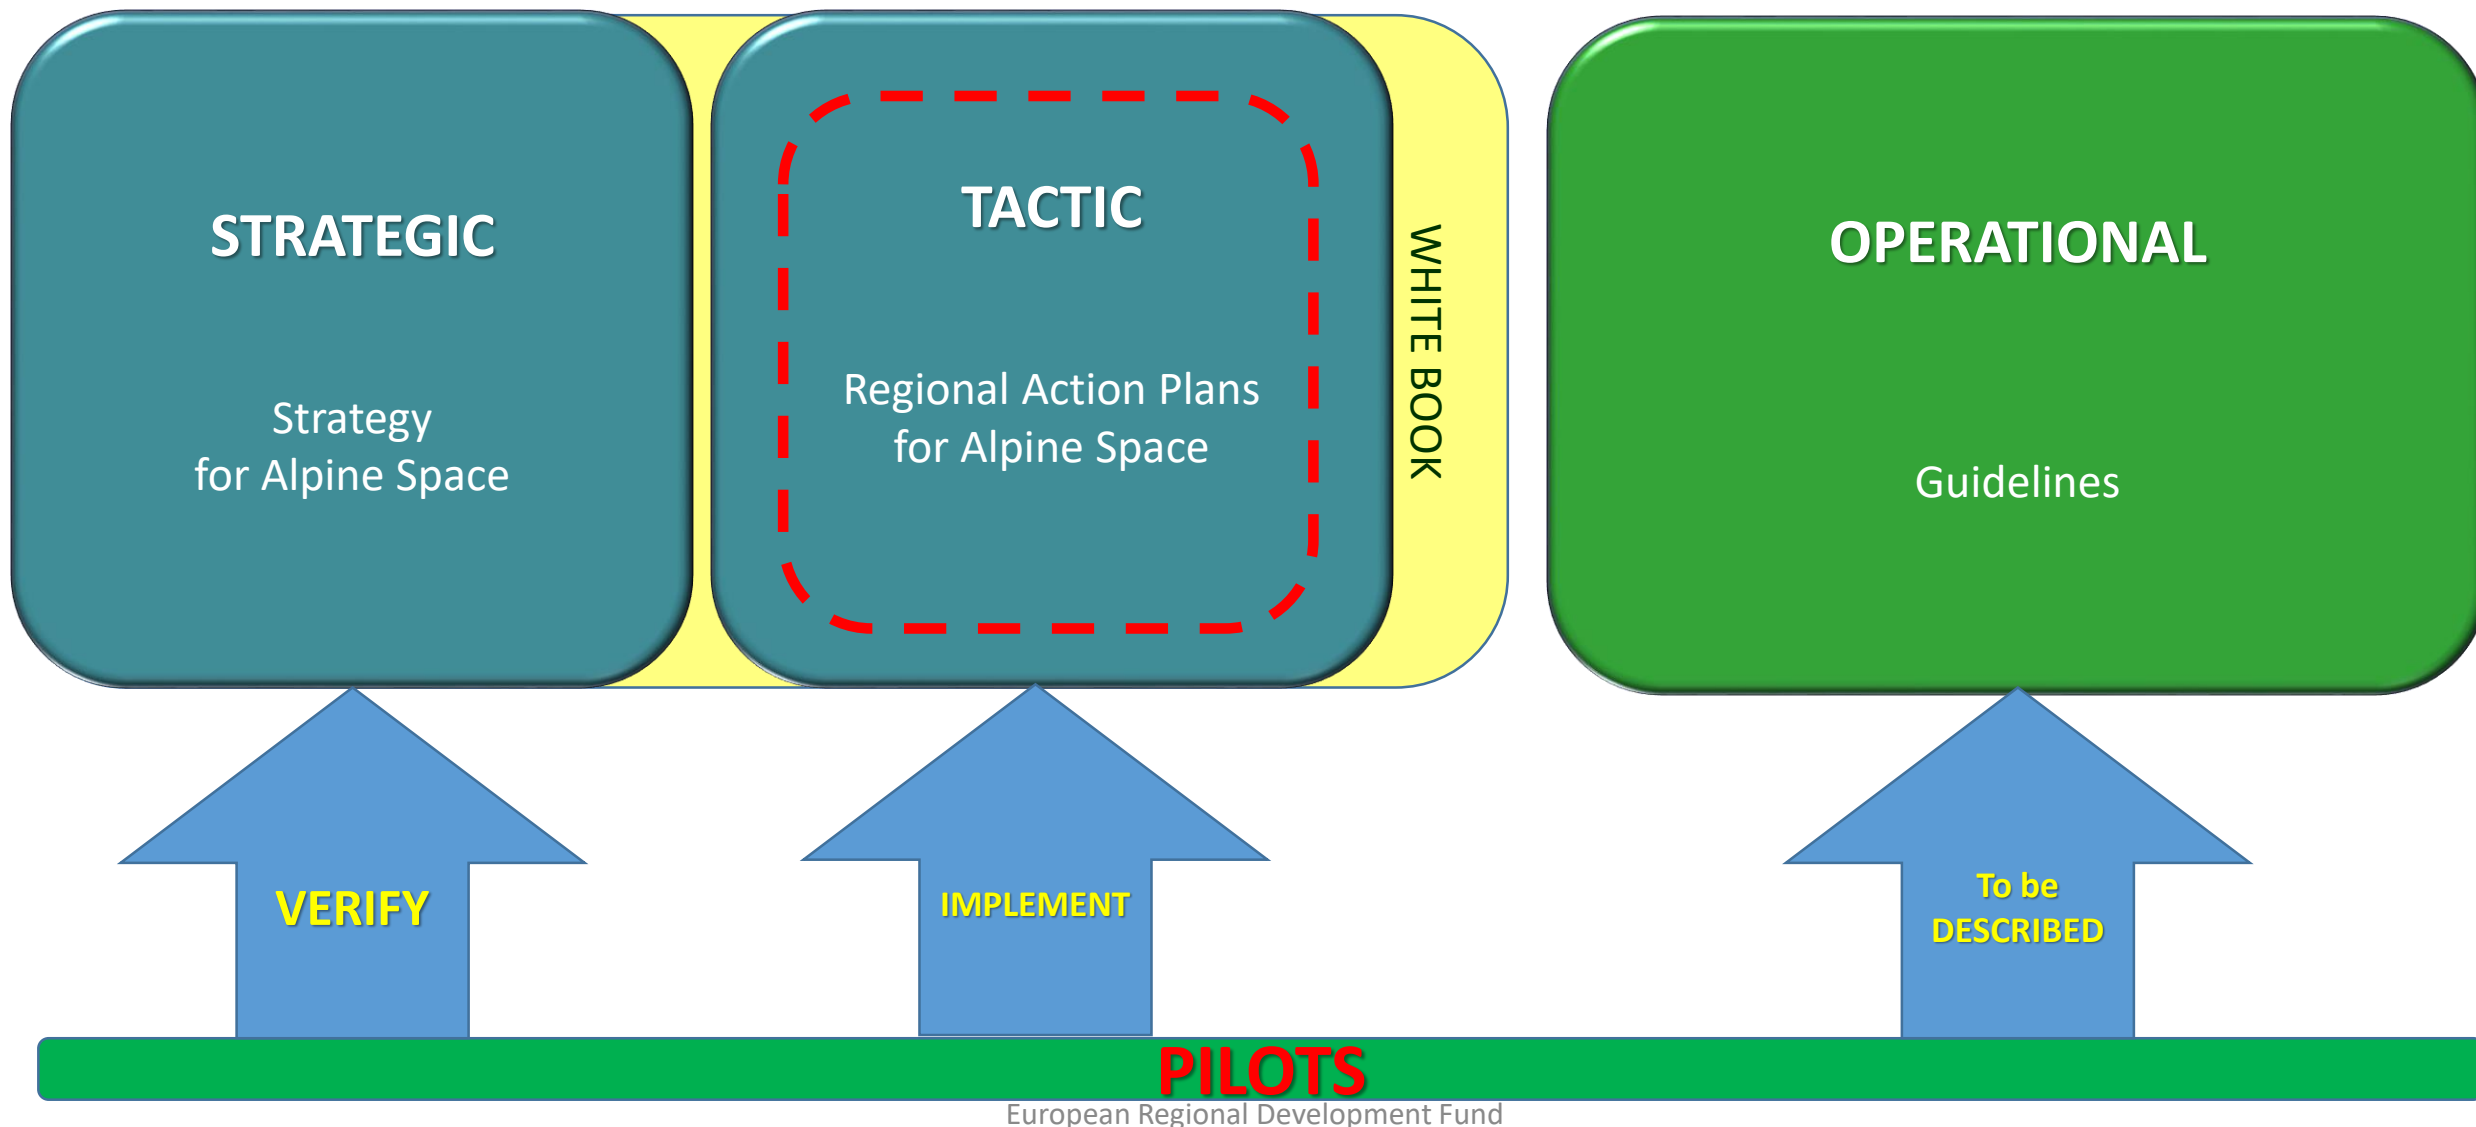 STRATEGIC
Strategy
for Alpine Space
TACTIC
Regional Action Plans
for Alpine Space
WHITE BOOK
OPERATIONAL
Guidelines
VERIFY
IMPLEMENT
To be
DESCRIBED
PILOTS
European Regional Development Fund